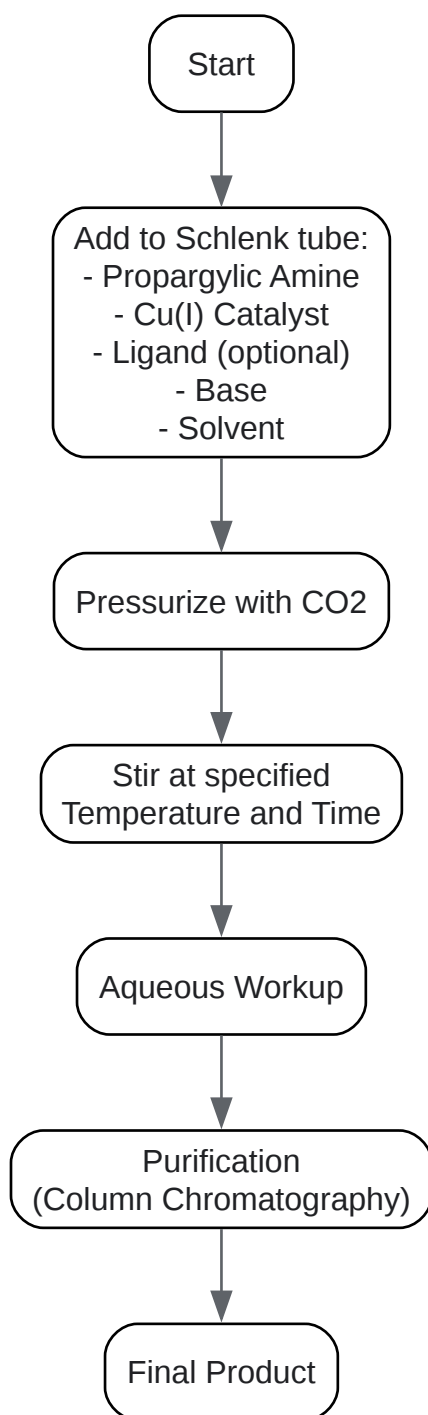 Start
Add to Schlenk tube:
- Propargylic Amine
- Cu(I) Catalyst
- Ligand (optional)
- Base
- Solvent
Pressurize with CO2
Stir at specified
Temperature and Time
Aqueous Workup
Purification
(Column Chromatography)
Final Product